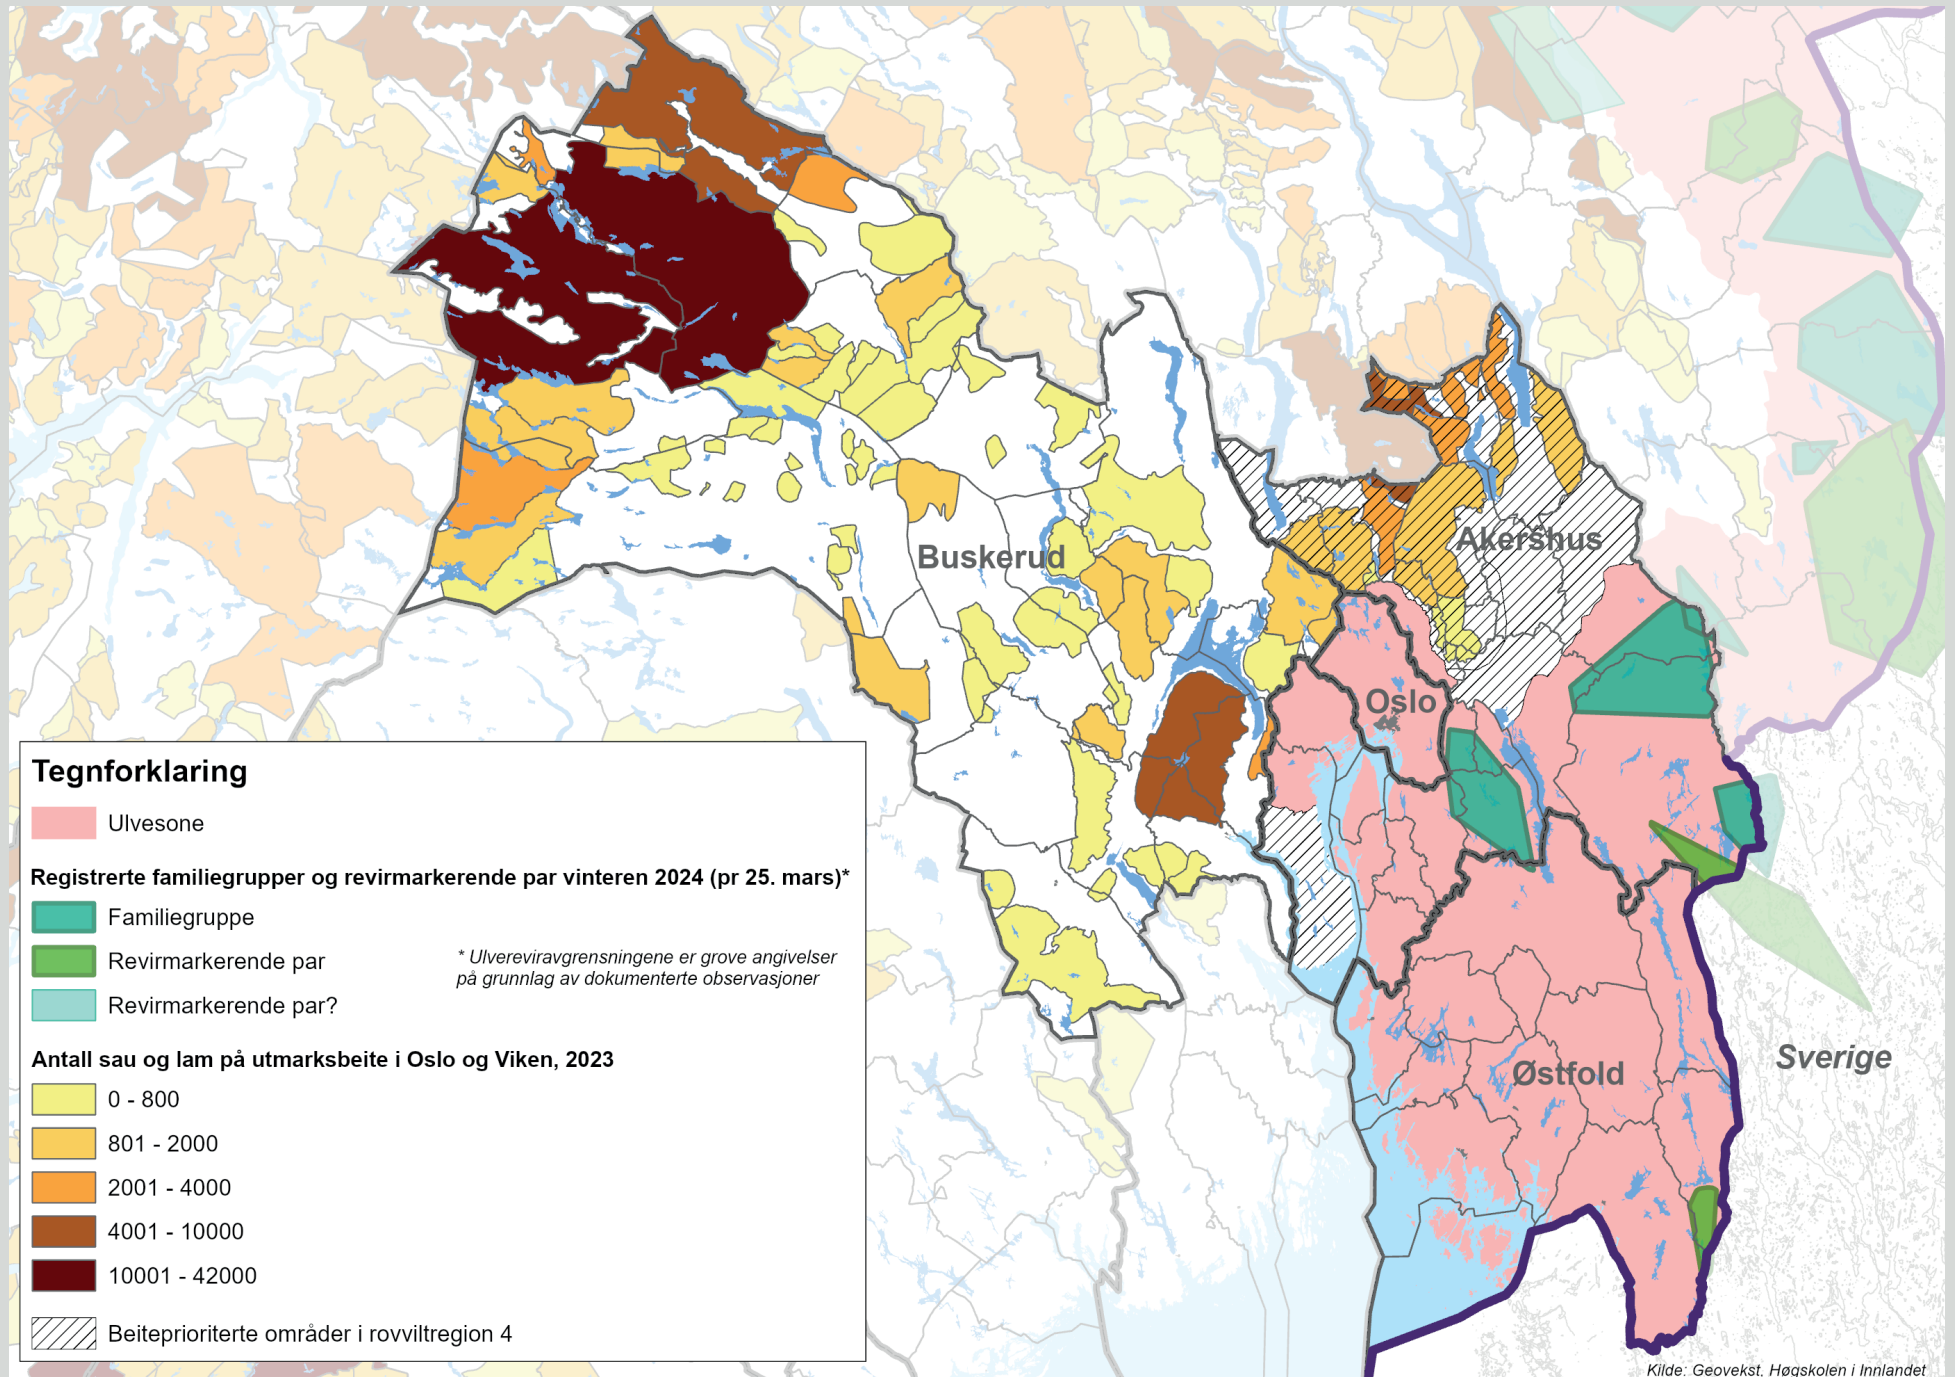 Buskerud
Akershus
Oslo
Østfold
Sverige
Tegnforklaring
Ulvesone
Registrerte familiegrupper og revirmarkerende par vinteren 2024 (pr 25. mars)*
Familiegruppe
Revirmarkerende par
Revirmarkerende par?
* Ulvereviravgrensningene er grove angivelser
på grunnlag av dokumenterte observasjoner
Antall sau og lam på utmarksbeite i Oslo og Viken, 2023
0 - 800
801 - 2000
2001 - 4000
4001 - 10000
10001 - 42000
Beiteprioriterte områder i rovviltregion 4
Kilde: Geovekst, Høgskolen i Innlandet